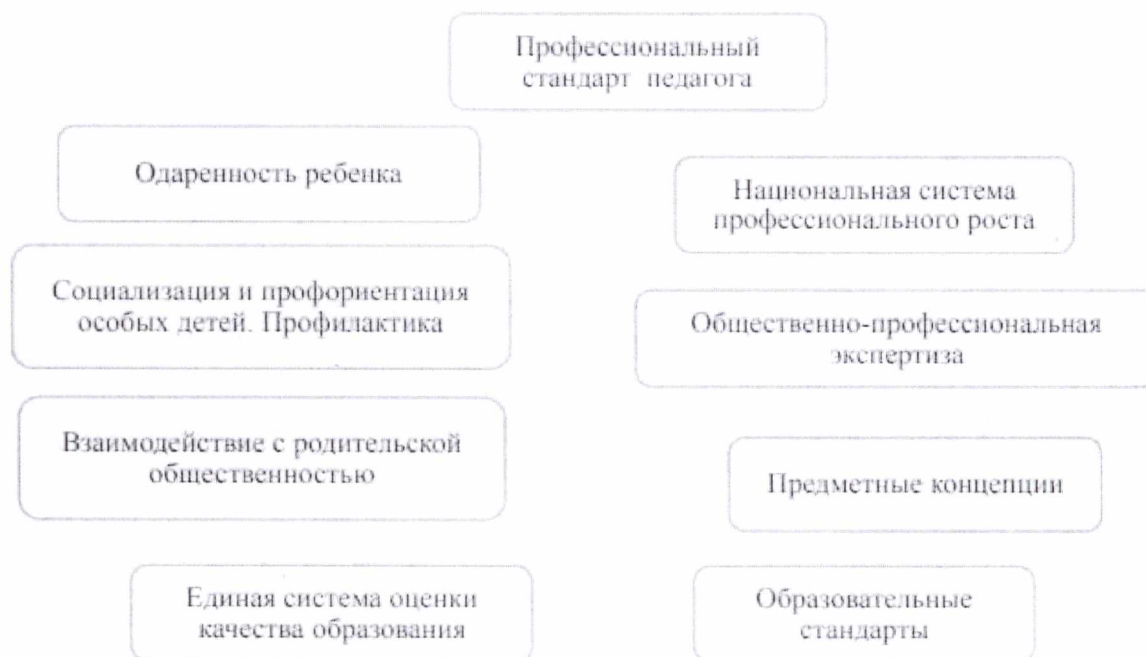 Профессиональный
стандарт педагога
Одаренность ребенка
Национальная система
профессионального роста
Социализация и профориентация
особых детей. Профилактика
Общественно-профессиональная
экспертиза
Взаимодействие с родительской
общественностью
Предметные концепции
Единая система оценки
качества образования
Образовательные
стандарты